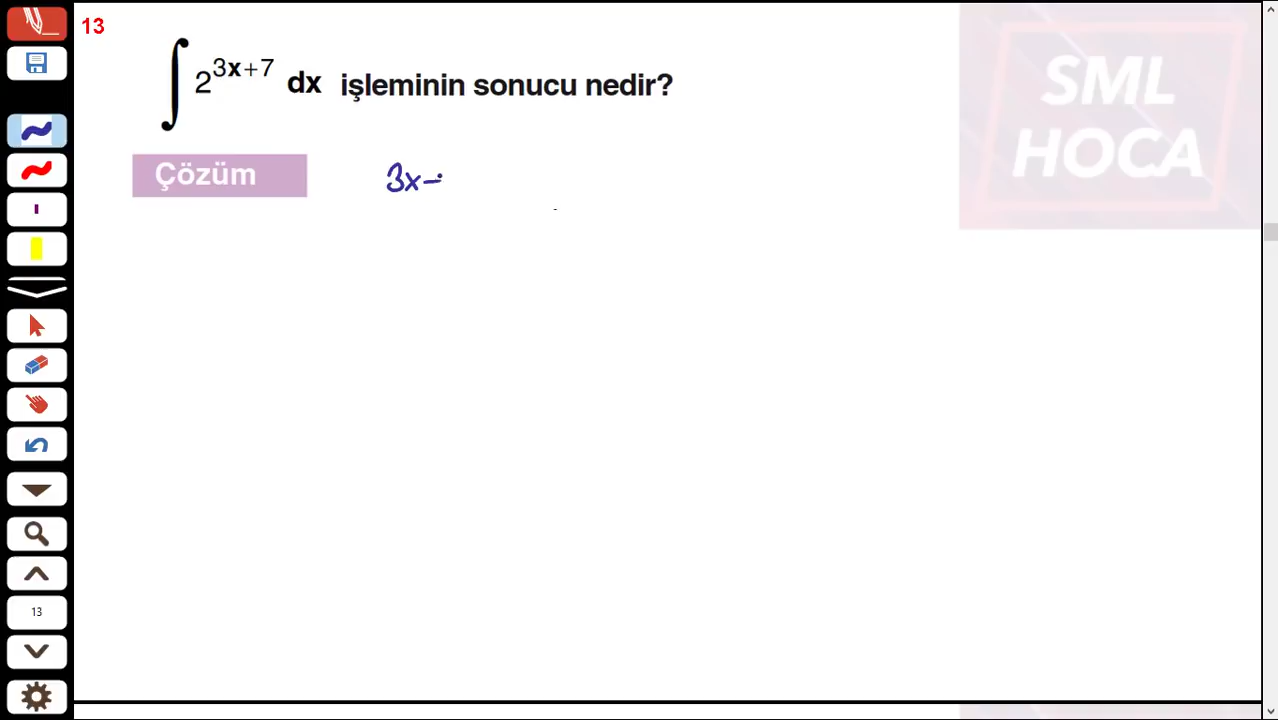 13
∫ 2^{3x+7} dx işleminin sonucu nedir?
SML
HOCA
Çözüm
3x-
13